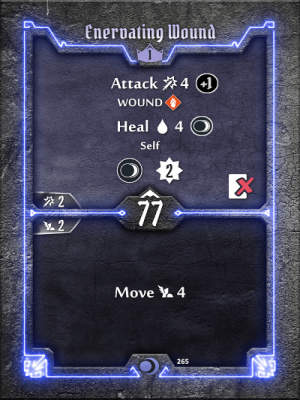 Enervating Wound
1
Attack 4 +1
WOUND
Heal 4
Self
2
2
77
2
Move 4
265